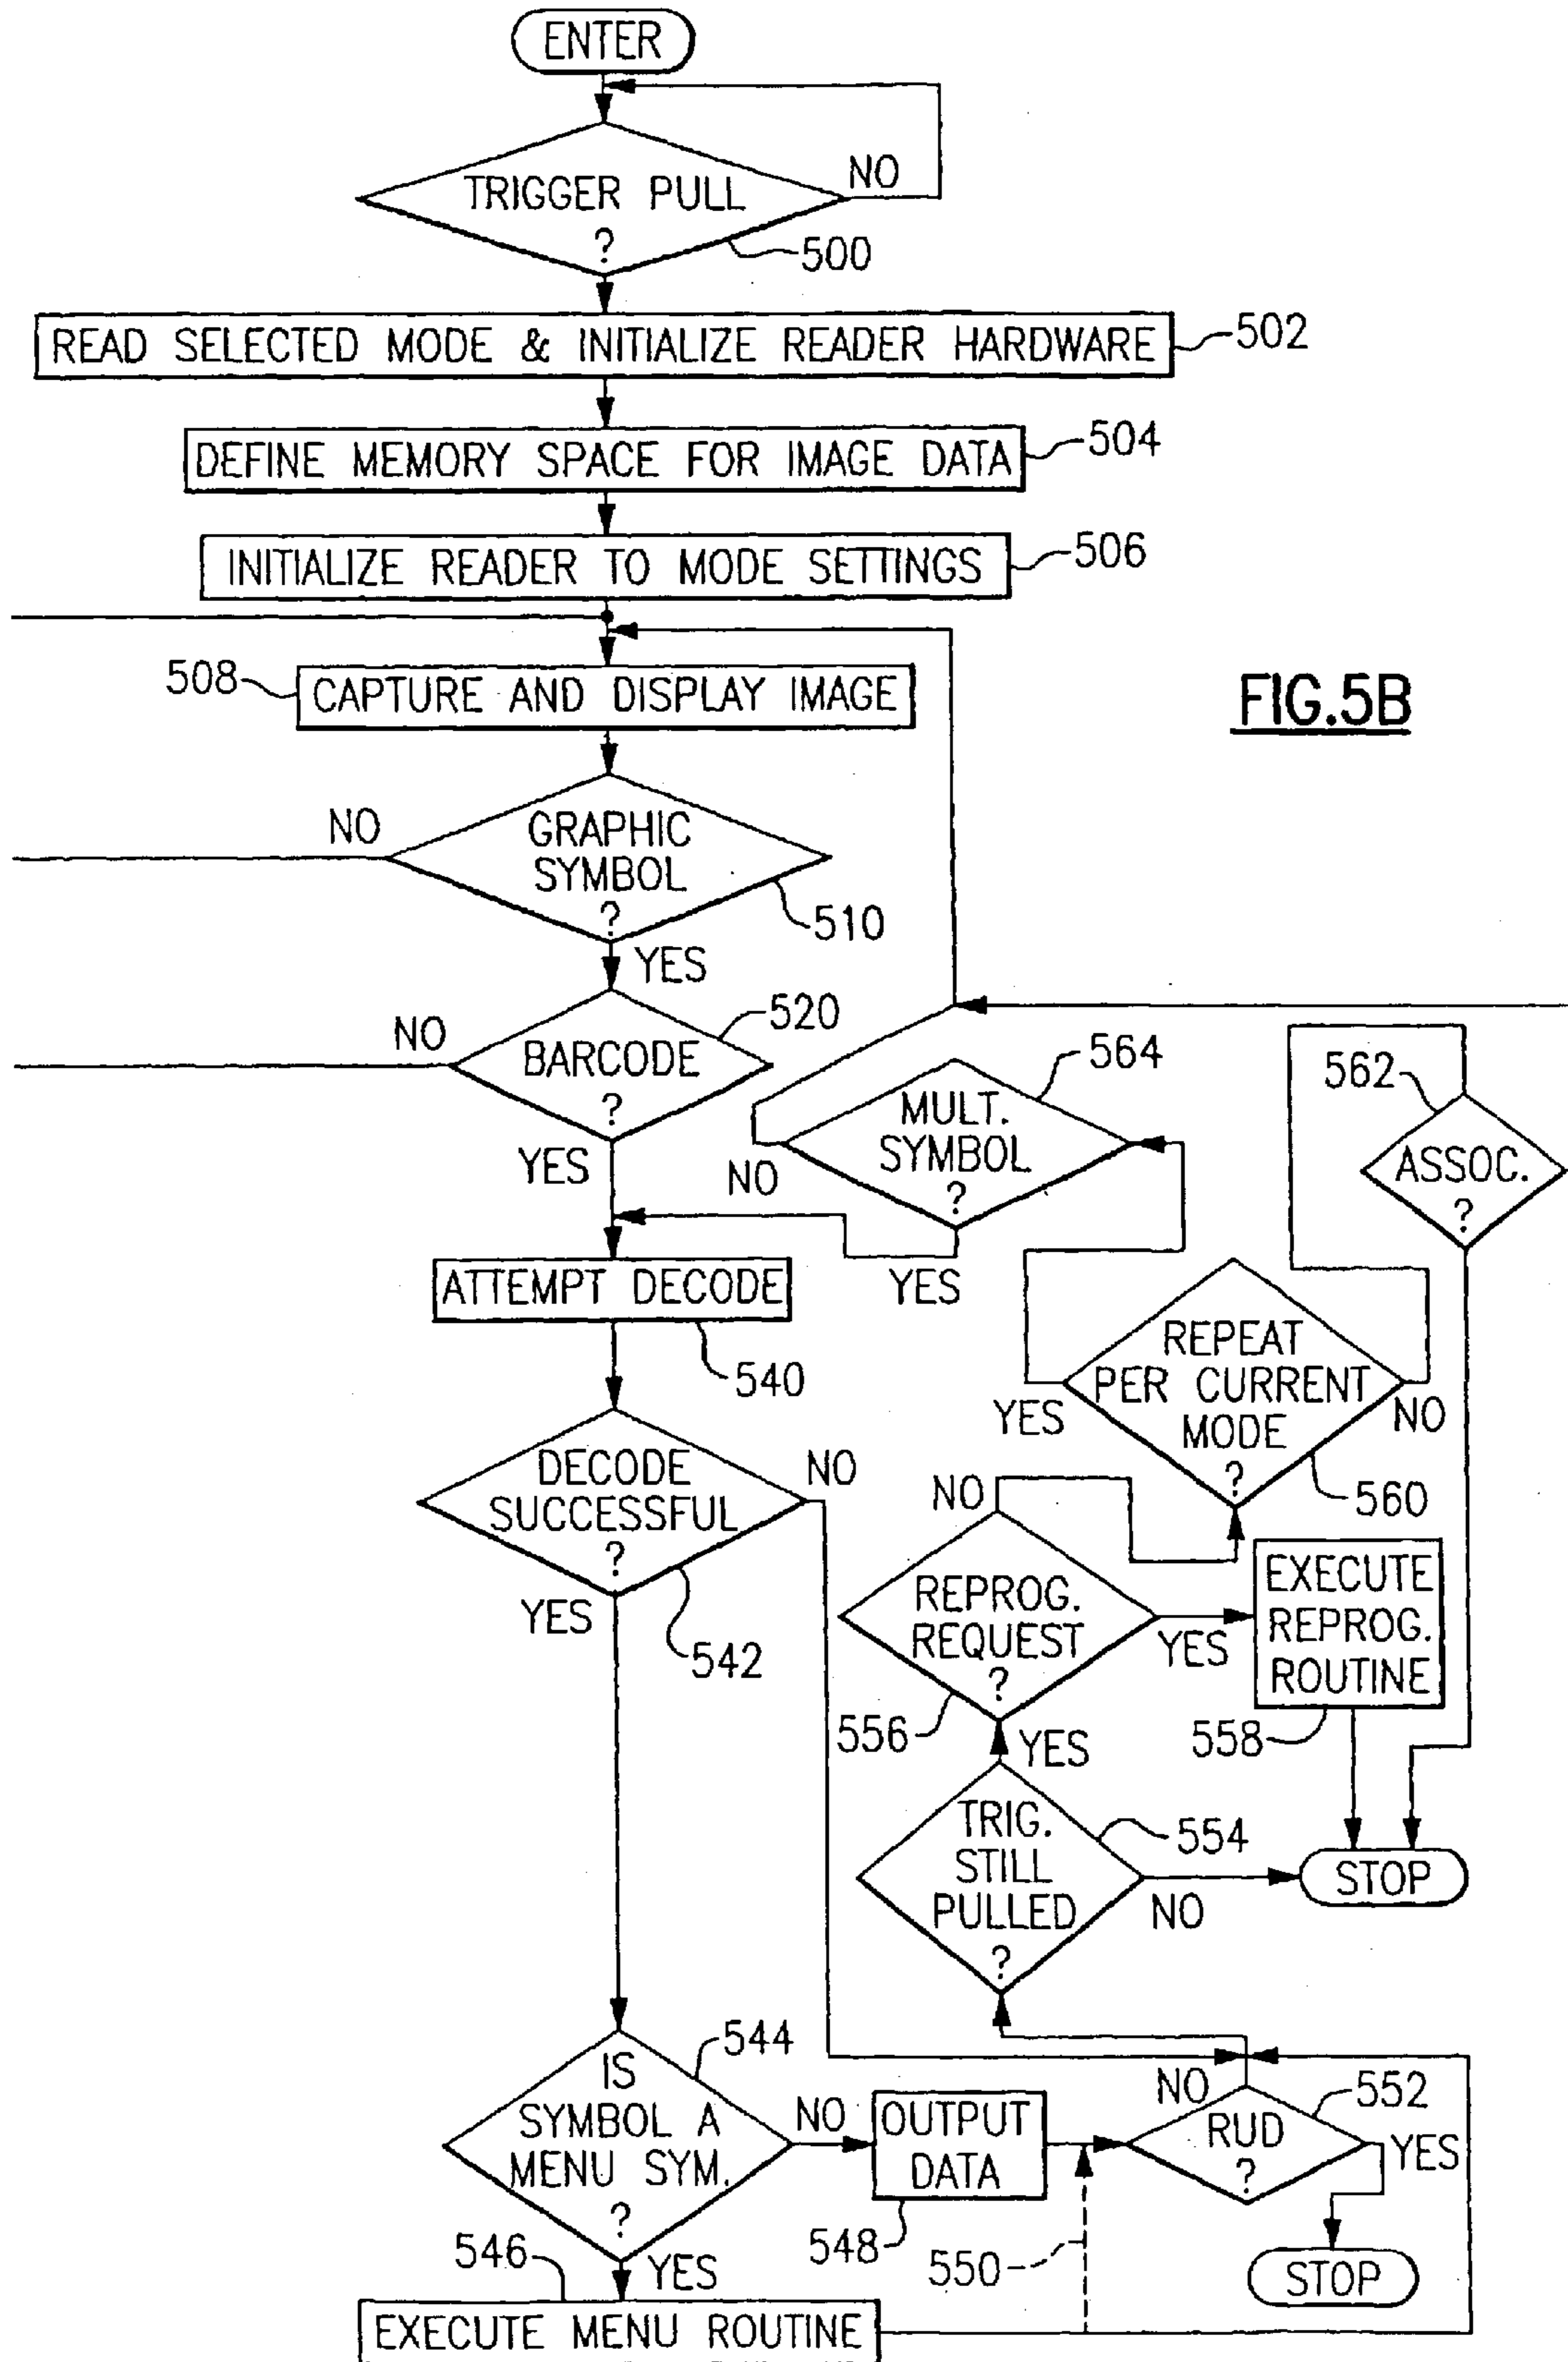 ENTER
TRIGGER PULL
?
NO
500
READ SELECTED MODE & INITIALIZE READER HARDWARE
502
DEFINE MEMORY SPACE FOR IMAGE DATA
504
INITIALIZE READER TO MODE SETTINGS
506
508
CAPTURE AND DISPLAY IMAGE
FIG.5B
NO
GRAPHIC
SYMBOL
?
510
YES
NO
BARCODE
?
520
YES
564
MULT.
SYMBOL
?
NO
YES
562
ASSOC.
?
ATTEMPT DECODE
540
REPEAT
PER CURRENT
MODE
?
YES
NO
560
DECODE
SUCCESSFUL
?
NO
YES
542
NO
REPROG.
REQUEST
?
YES
556
EXECUTE
REPROG.
ROUTINE
558
YES
TRIG.
STILL
PULLED
?
554
NO
STOP
544
IS
SYMBOL A
MENU SYM.
?
NO
OUTPUT
DATA
548
NO
RUD
?
552
YES
STOP
550
546
YES
EXECUTE MENU ROUTINE